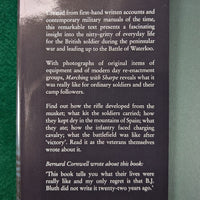 Created from first-hand written accounts and
contemporary military manuals of the time,
this remarkable text presents a fascinating
insight into the nitty-gritty of everyday life
for the British soldier during the peninsular
war and leading up to the Battle of Waterloo.
With photographs of original items of
equipment and modern day re-enactment
groups, Marching with Sharpe reveals what it
was really like for ordinary soldiers and their
camp followers.
Find out how the rifle developed from the
musket; what kit the soldiers carried; how
they kept dry in the mountains of Spain; what
they ate; how the infantry faced charging
cavalry; what the battlefield was like after
'victory'. Read it as the veterans themselves
wrote about it.
Bernard Cornwell wrote about this book:
'This book tells you what their lives were
really like and my only regret is that B.J.
Bluth did not write it twenty-two years ago.'